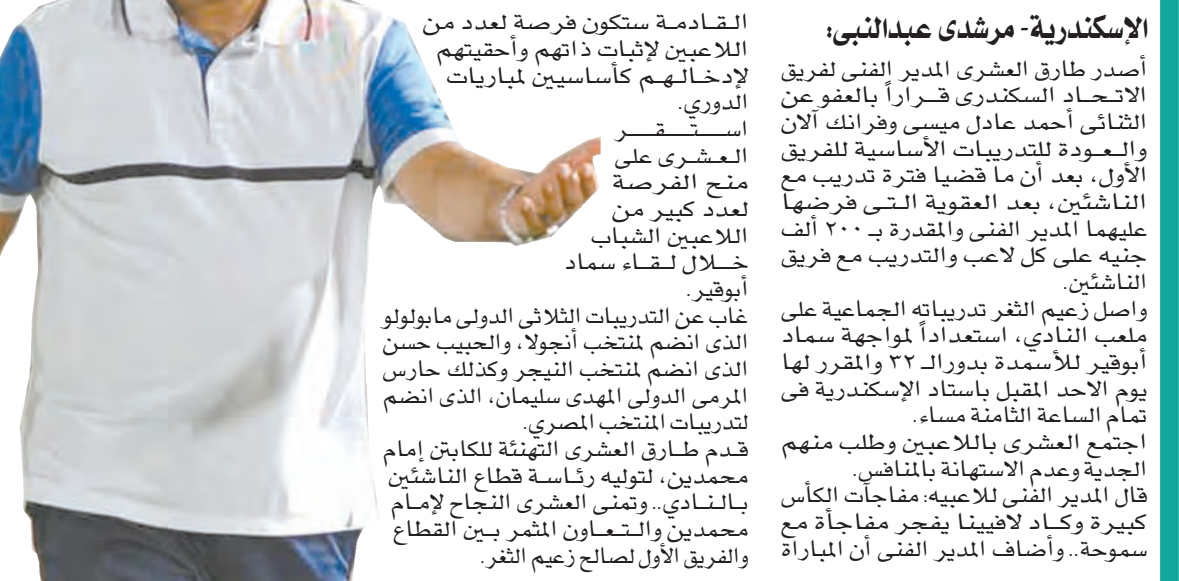 الإسكندرية- مرشدى عبدالنبى:
أصدر طارق العشرى المدير الفنى لفريق
الاتحاد السكندرى قراراً بالعفو عن
الثنائى أحمد عادل ميسى وفرانك آلان
والعودة للتدريبات الأساسية للفريق
الأول، بعد أن ما قضيا فترة تدريب مع
الناشئين، بعد العقوية التى فرضها
عليهما المدير الفنى والمقدرة بـ ٢٠٠ ألف
جنيه على كل لاعب والتدريب مع فريق
الناشئين.
واصل زعيم الثغر تدريباته الجماعية على
ملعب النادي، استعداداً لمواجهة سماد
أبوقير للأسمدة بدورالـ ٣٢ والمقرر لها
يوم الاحد المقبل باستاد الإسكندرية فى
تمام الساعة الثامنة مساء.
اجتمع العشرى باللاعبين وطلب منهم
الجدية وعدم الاستهانة بالمنافس.
قال المدير الفنى للاعبيه: مفاجآت الكأس
كبيرة وكاد لافيينا يفجر مفاجأة مع
سموحة.. وأضاف المدير الفنى أن المباراة
القادمة ستكون فرصة لعدد من
اللاعبين لإثبات ذاتهم وأحقيتهم
لإدخالهم كأساسيين لمباريات
الدوري.
استقر
العشرى على
منح الفرصة
لعدد كبير من
اللاعبين الشباب
خلال لقاء سماد
أبوقير.
غاب عن التدريبات الثلاثى الدولى مابولولو
الذى انضم لمنتخب أنجولا، والحبيب حسن
الذى انضم لمنتخب النيجر وكذلك حارس
المرمى الدولى المهدى سليمان، الذى انضم
لتدريبات المنتخب المصري.
قدم طارق العشرى التهنئة للكابتن إمام
محمدين، لتوليه رئاسة قطاع الناشئين
بالنادي.. وتمنى العشرى النجاح لإمام
محمدين والتعاون المثمر بين القطاع
والفريق الأول لصالح زعيم الثغر.